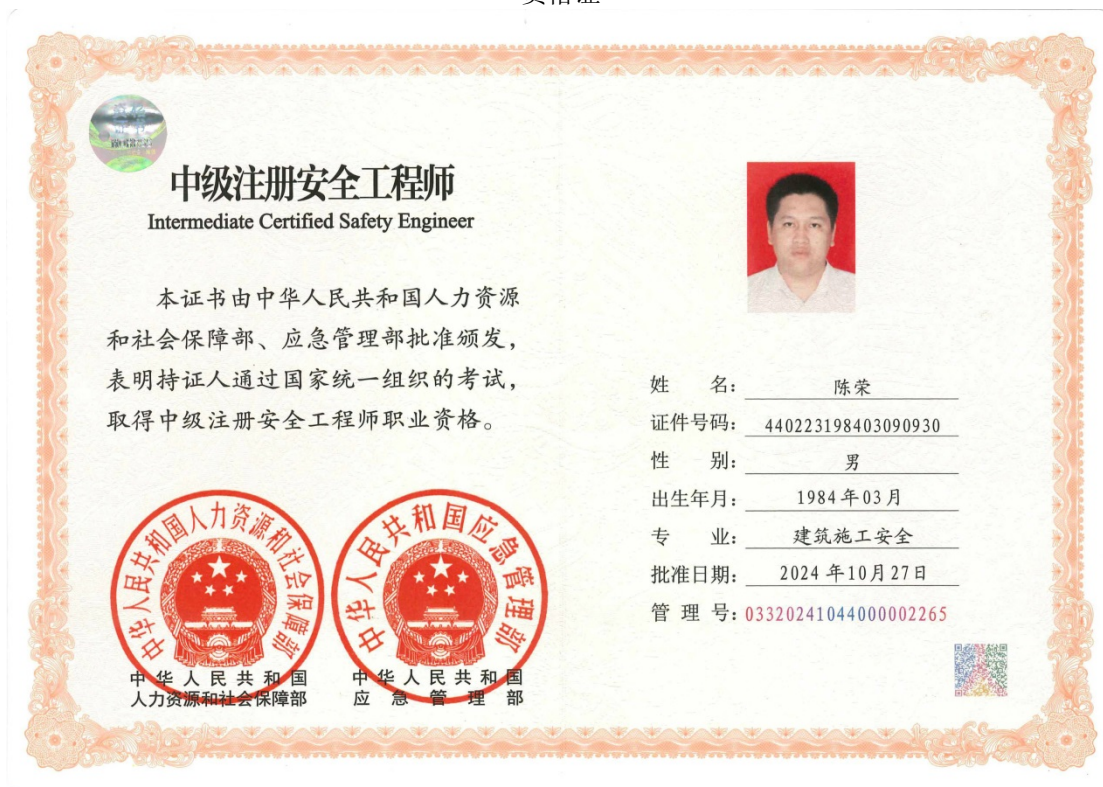 资格证
中级注册安全工程师
Intermediate Certified Safety Engineer
本证书由中华人民共和国人力资源
和社会保障部、应急管理部批准颁发，
表明持证人通过国家统一组织的考试，
取得中级注册安全工程师职业资格。
中华人民共和国人力资源和社会保障部
中华人民共和国
人力资源和社会保障部
中华人民共和国应急管理部
中华人民共和国
应急管理部
姓 名： 陈荣
证件号码： 440223198403090930
性 别： 男
出生年月： 1984年03月
专 业： 建筑施工安全
批准日期： 2024年10月27日
管 理 号：03320241044000002265